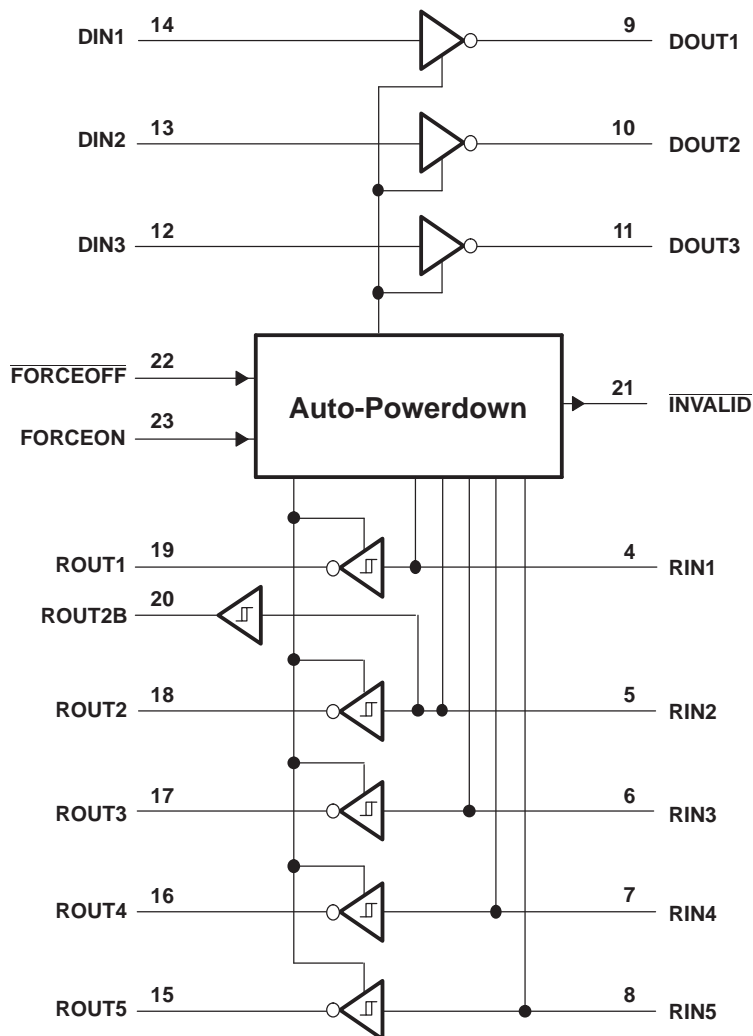 DIN1 14 9 DOUT1
DIN2 13 10 DOUT2
DIN3 12 11 DOUT3
FORCEOFF 22
Auto-Powerdown
21 INVALID
FORCEON 23
ROUT1 19 4 RIN1
ROUT2B 20
ROUT2 18 5 RIN2
ROUT3 17 6 RIN3
ROUT4 16 7 RIN4
ROUT5 15 8 RIN5